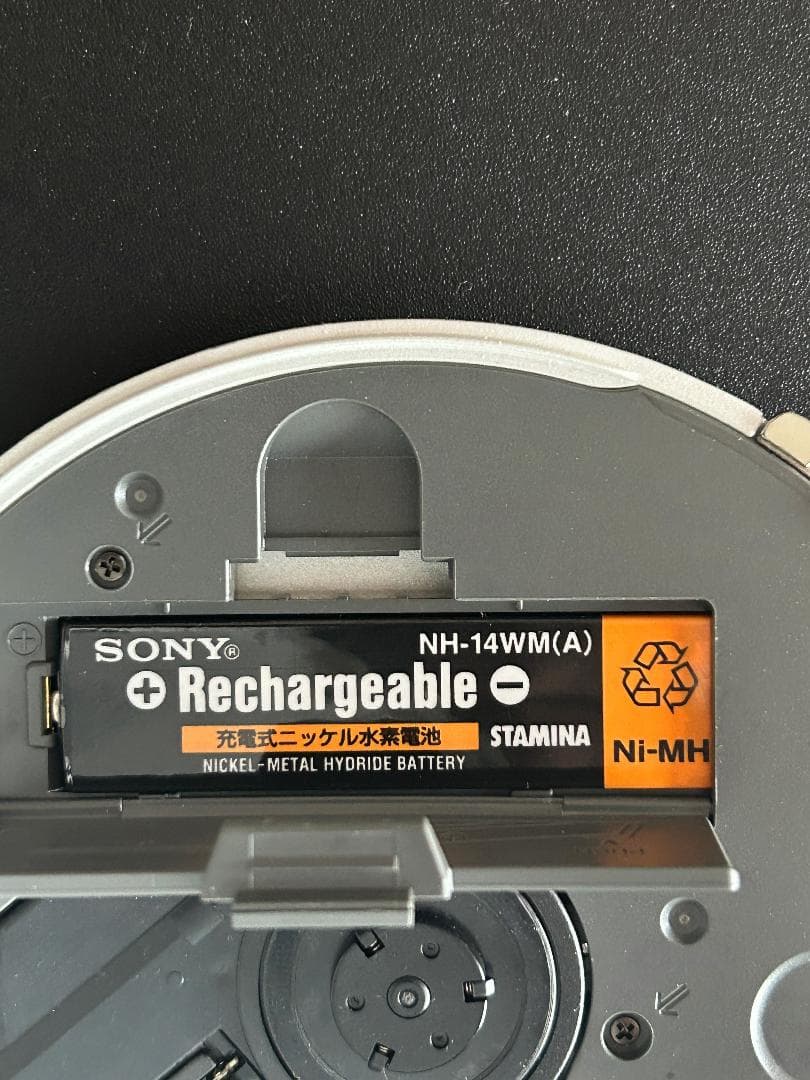 SONY® NH-14WM(A)
Rechargeable
充電式ニッケル水素電池 STAMINA
NICKEL-METAL HYDRIDE BATTERY
Ni-MH